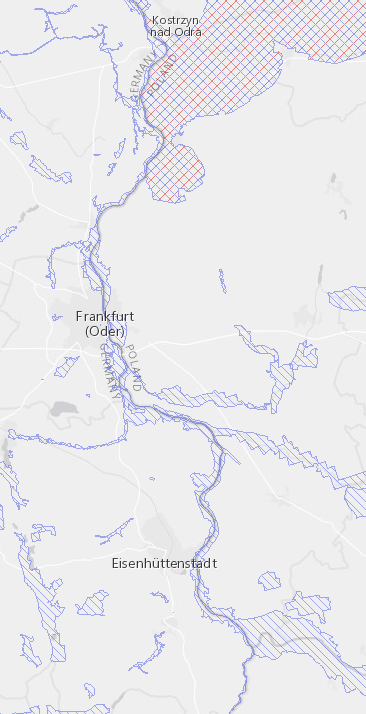 Kostrzyn
nad Odrą
GERMANY
POLAND
Frankfurt
(Oder)
GERMANY
POLAND
Eisenhüttenstadt